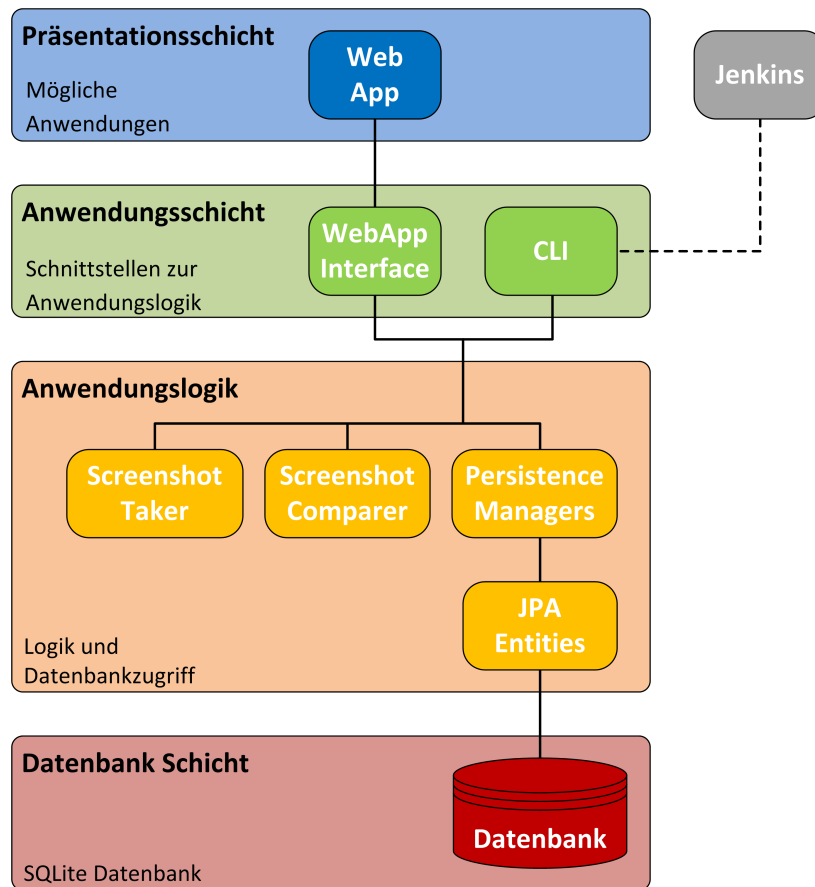 Präsentationsschicht
Mögliche
Anwendungen
Web
App
Jenkins
Anwendungsschicht
Schnittstellen zur
Anwendungslogik
WebApp
Interface
CLI
Anwendungslogik
Screenshot
Taker
Screenshot
Comparer
Persistence
Managers
JPA
Entities
Logik und
Datenbankzugriff
Datenbank Schicht
Datenbank
SQLite Datenbank